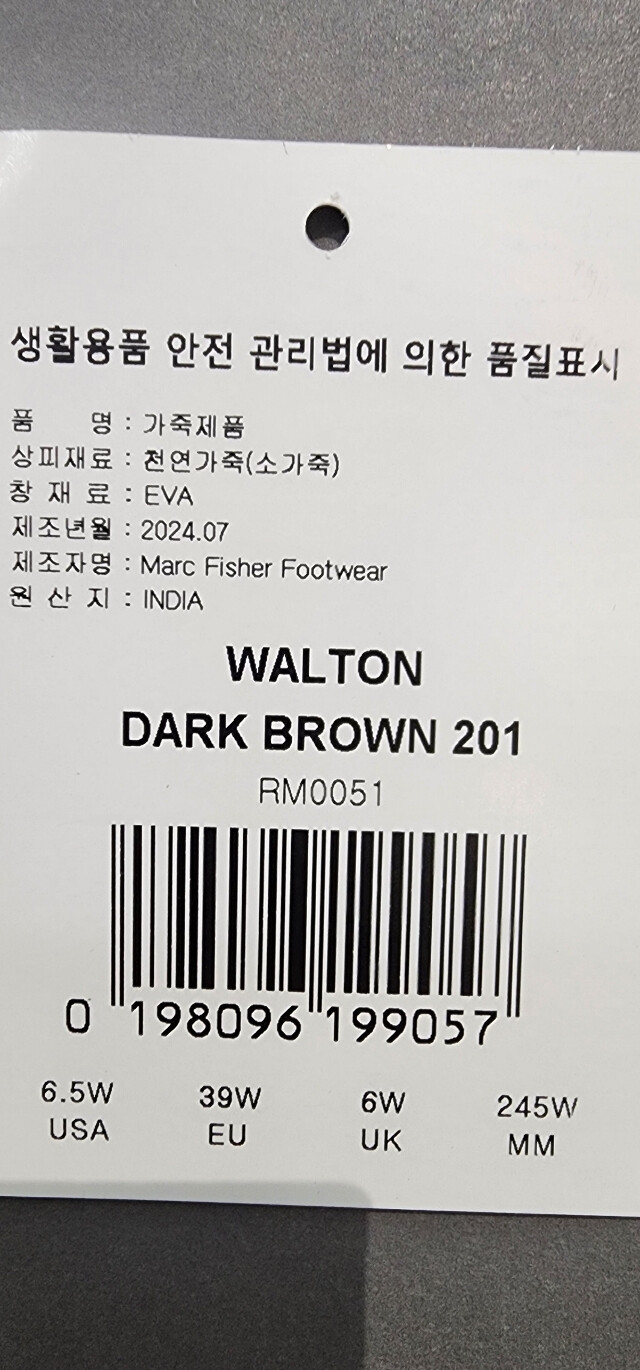 생활용품 안전 관리법에 의한 품질표시
품 명 : 가죽제품
상피재료 : 천연가죽(소가죽)
창 재 료 : EVA
제조년월 : 2024.07
제조자명 : Marc Fisher Footwear
원 산 지 : INDIA
WALTON
DARK BROWN 201
RM0051
0 198096 199057
6.5W 39W 6W 245W
USA EU UK MM